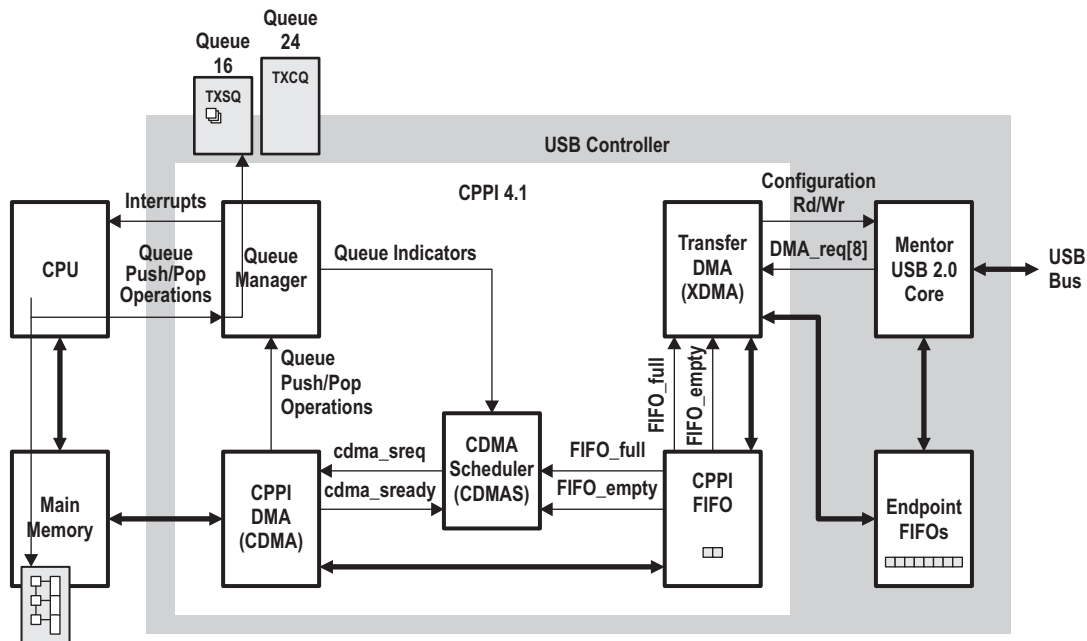 Queue
24
Queue
16
TXCQ
TXSQ
USB Controller
CPPI 4.1
Configuration
Rd/Wr
Interrupts
CPU
Queue
Push/Pop
Operations
Queue
Manager
Queue Indicators
Transfer
DMA
(XDMA)
DMA_req[8]
Mentor
USB 2.0
Core
USB
Bus
Queue
Push/Pop
Operations
FIFO_full
FIFO_empty
Main
Memory
CPPI
DMA
(CDMA)
cdma_sreq
cdma_sready
CDMA
Scheduler
(CDMAS)
FIFO_full
FIFO_empty
CPPI
FIFO
Endpoint
FIFOs